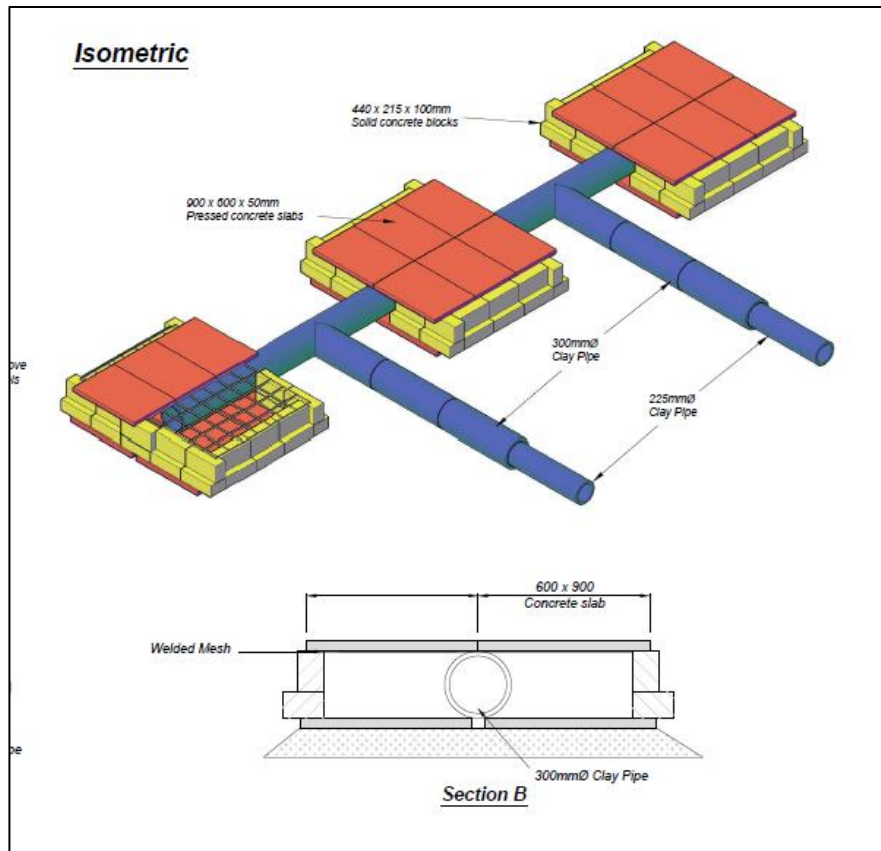 Isometric
440 x 215 x 100mm
Solid concrete blocks
900 x 600 x 50mm
Pressed concrete slabs
300mmØ
Clay Pipe
225mmØ
Clay Pipe
600 x 900
Concrete slab
Welded Mesh
300mmØ Clay Pipe
Section B